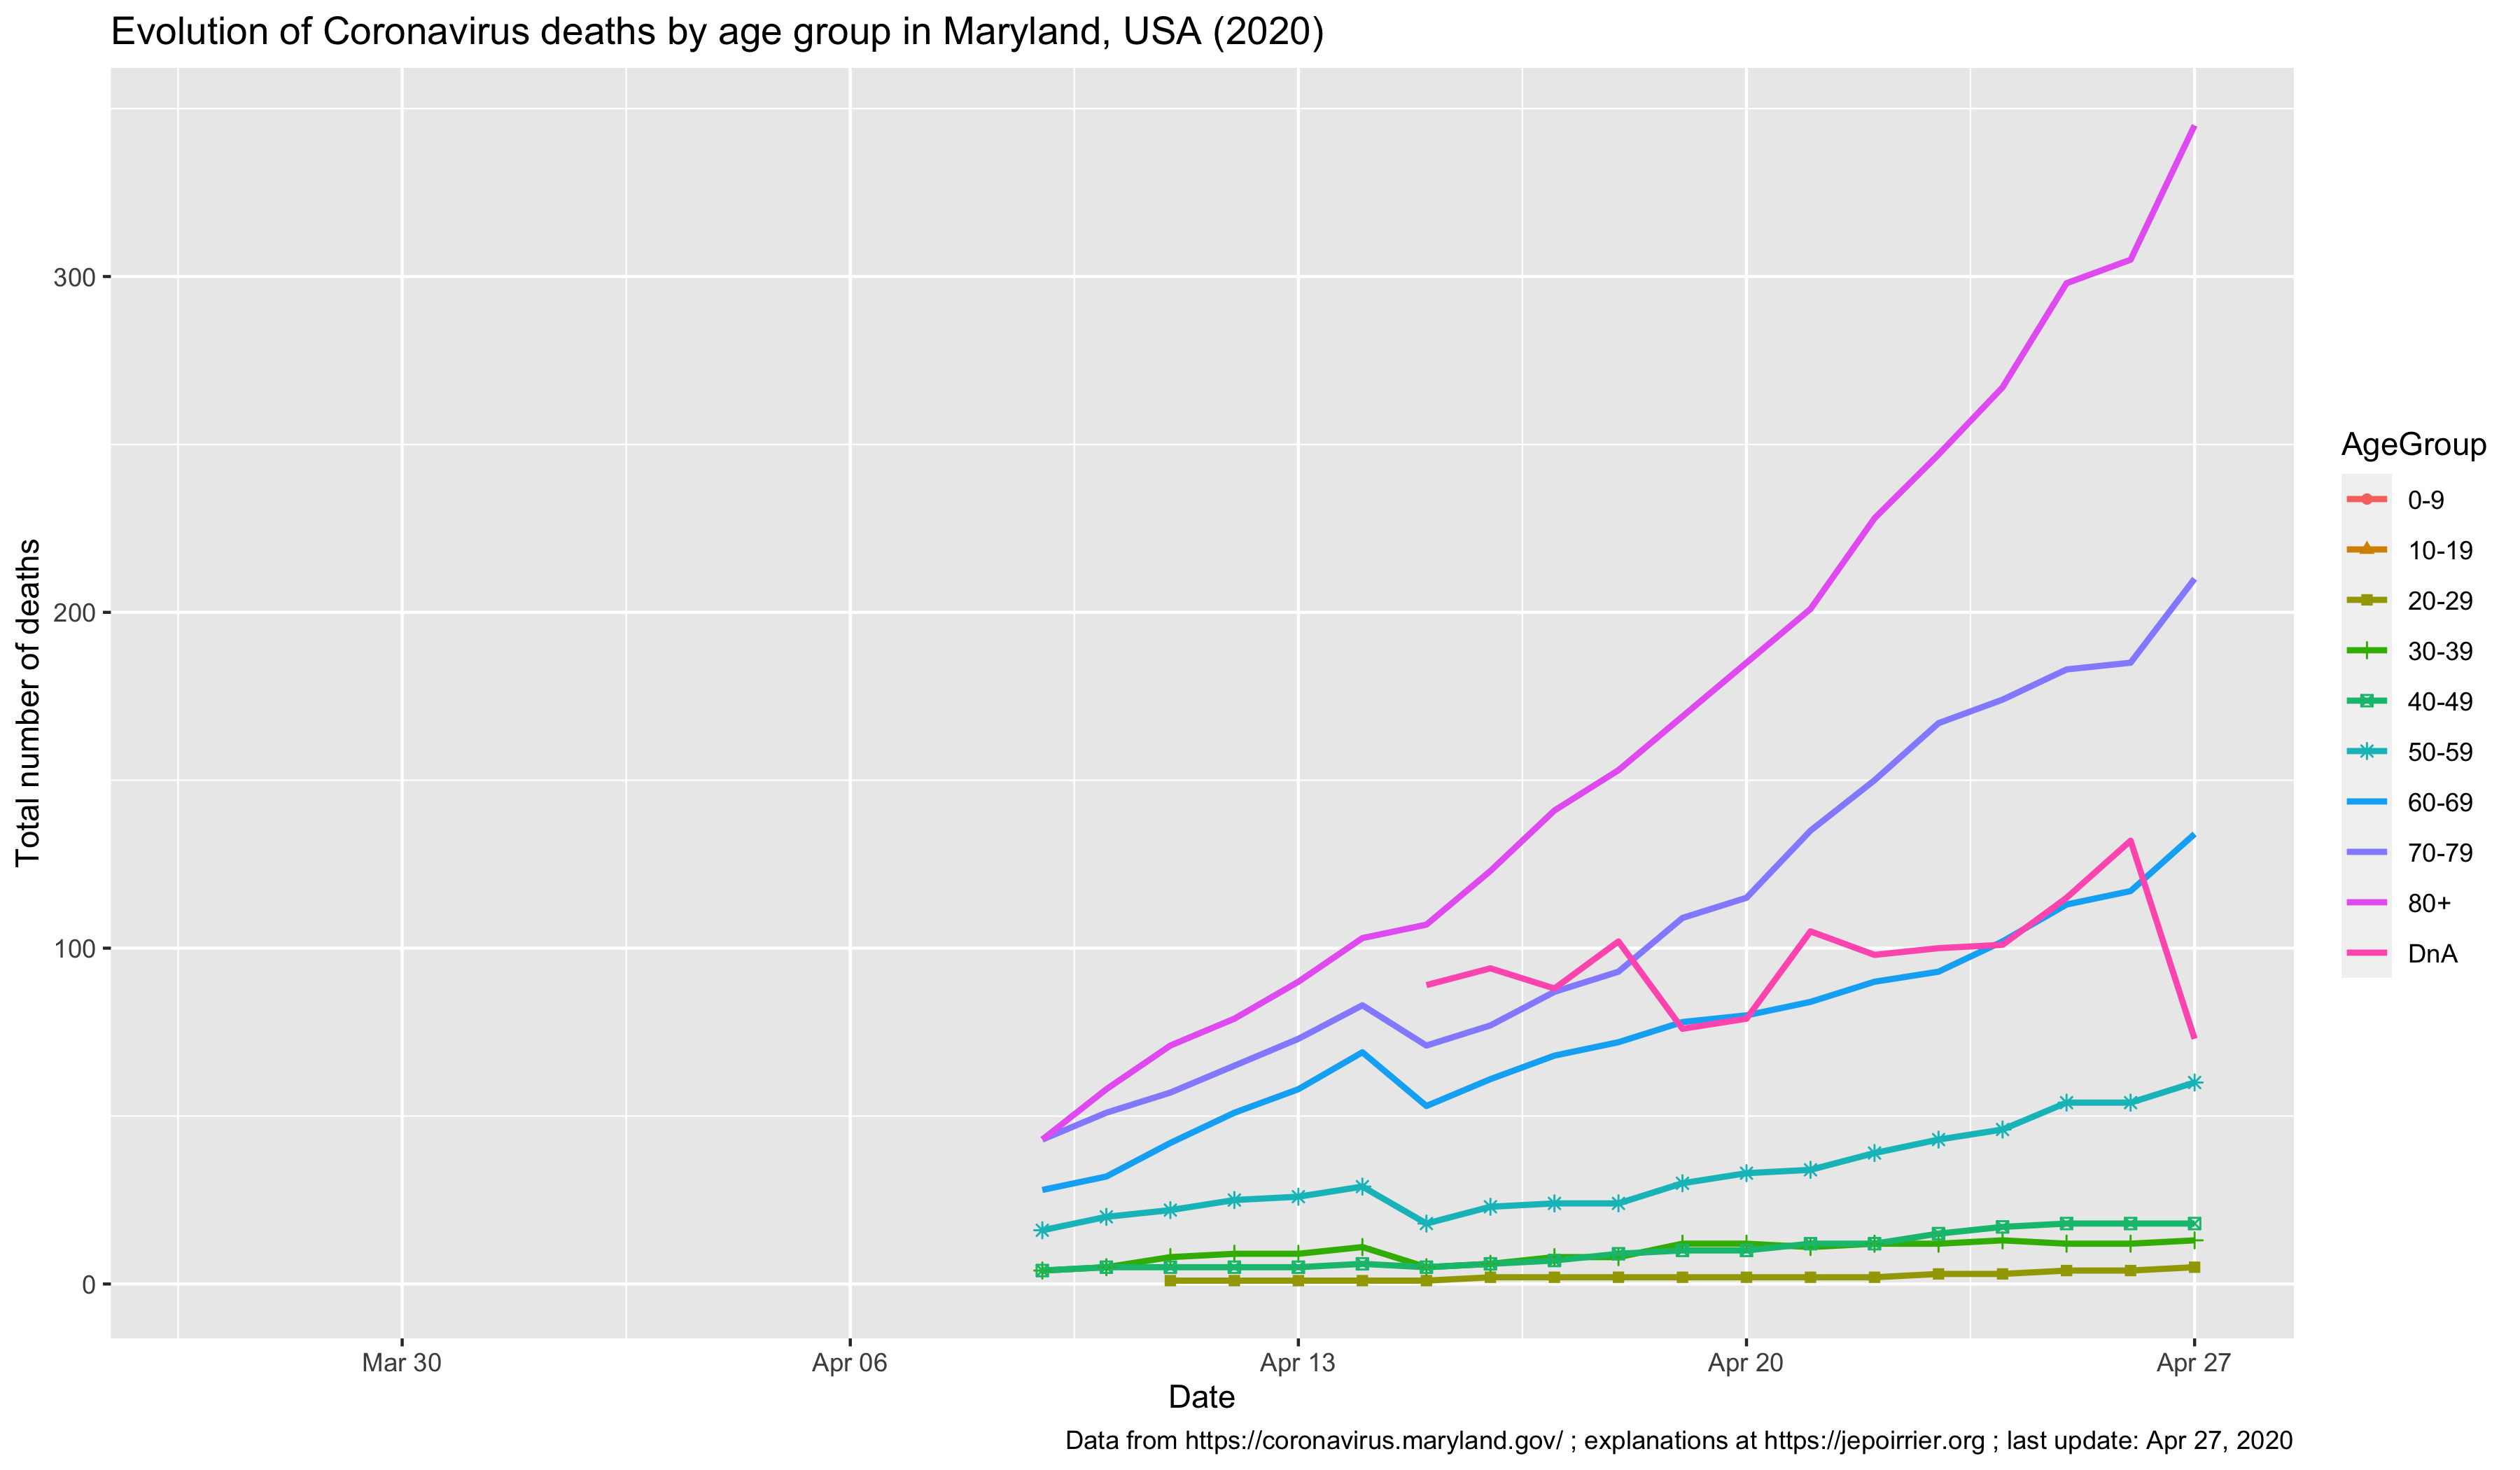 Evolution of Coronavirus deaths by age group in Maryland, USA (2020)
Total number of deaths
300
200
100
0
Mar 30
Apr 06
Apr 13
Apr 20
Apr 27
Date
AgeGroup
0-9
10-19
20-29
30-39
40-49
50-59
60-69
70-79
80+
DnA
Data from https://coronavirus.maryland.gov/ ; explanations at https://jepoirrier.org ; last update: Apr 27, 2020